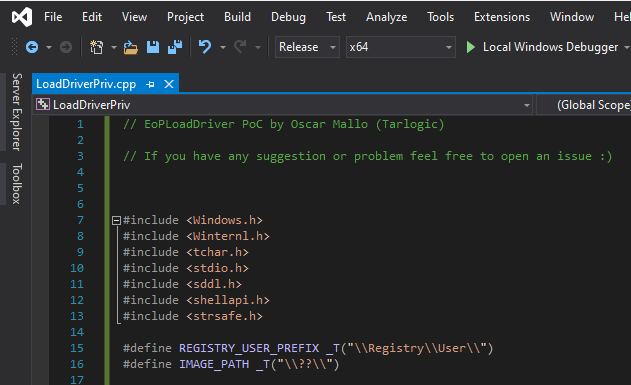 File Edit View Project Build Debug Test Analyze Tools Extensions Window He
Release x64 Local Windows Debugger
Server Explorer
Toolbox
LoadDriverPriv.cpp
LoadDriverPriv (Global Scope
1 // EoPLoadDriver PoC by Oscar Mallo (Tarlogic)
2
3 // If you have any suggestion or problem feel free to open an issue :)
4
5
6
7 #include <Windows.h>
8 #include <Winternl.h>
9 #include <tchar.h>
10 #include <stdio.h>
11 #include <sddl.h>
12 #include <shellapi.h>
13 #include <strsafe.h>
14
15 #define REGISTRY_USER_PREFIX _T("\\Registry\\User\\")
16 #define IMAGE_PATH _T("\\??\\")
17